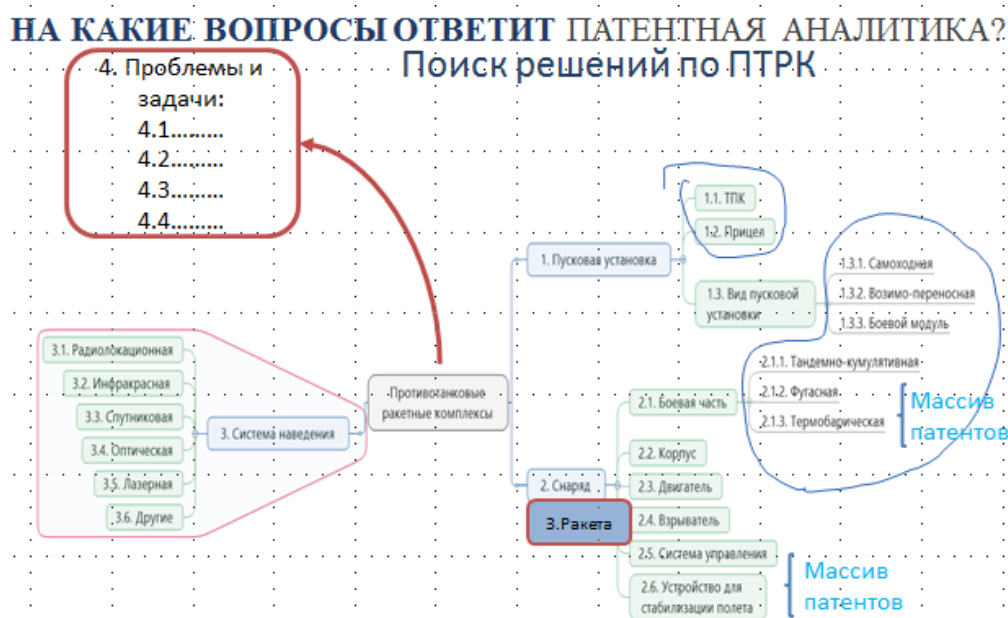 НА КАКИЕ ВОПРОСЫ ОТВЕТИТ ПАТЕНТНАЯ АНАЛИТИКА?
Поиск решений по ПТРК
4. Проблемы и
задачи:
4.1.........
4.2.........
4.3.........
4.4.........
1.1. ТПК
1.2. Прицел
1. Пусковая установка
1.3. Вид пусковой
установки
1.3.1. Самоходная
1.3.2. Возимо-переносная
1.3.3. Боевой модуль
3.1. Радиолокационная
3.2. Инфракрасная
3.3. Спутниковая
3.4. Оптическая
3.5. Лазерная
3.6. Другие
3. Система наведения
Противотанковые
ракетные комплексы
2.1.1. Тандемно-кумулятивная
2.1.2. Фугасная
2.1.3. Термобарическая
Массив
патентов
2.1. Боевая часть
2.2. Корпус
2. Снаряд
2.3. Двигатель
3.Ракета
2.4. Взрыватель
2.5. Система управления
2.6. Устройство для
стабилизации полета
Массив
патентов